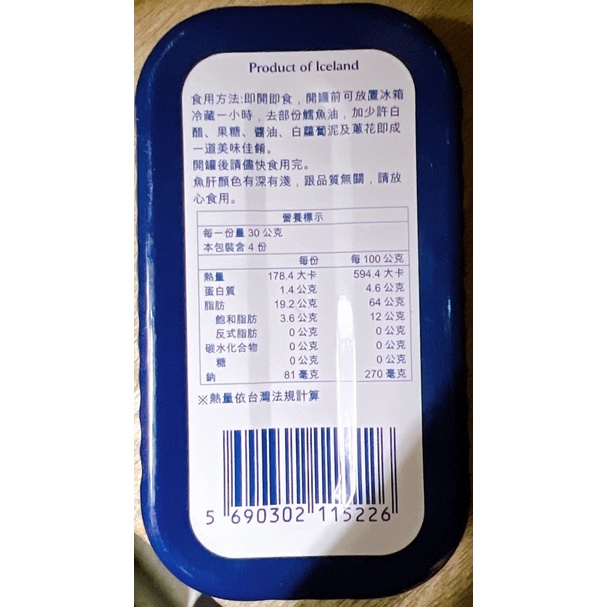 Product of Iceland
食用方法:即開即食，開罐前可放置冰箱
冷藏一小時，去部份鱈魚油，加少許白
醋、果糖、醬油、白蘿蔔泥及蔥花即成
一道美味佳餚。
開罐後請儘快食用完。
魚肝顏色有深有淺，跟品質無關，請放
心食用。
營養標示
每一份量 30 公克
本包裝含 4 份
每份 每 100 公克
熱量 178.4 大卡 594.4 大卡
蛋白質 1.4 公克 4.6 公克
脂肪 19.2 公克 64 公克
飽和脂肪 3.6 公克 12 公克
反式脂肪 0 公克 0 公克
碳水化合物 0 公克 0 公克
糖 0 公克 0 公克
鈉 81 毫克 270 毫克
※熱量依台灣法規計算
5 690302 115226